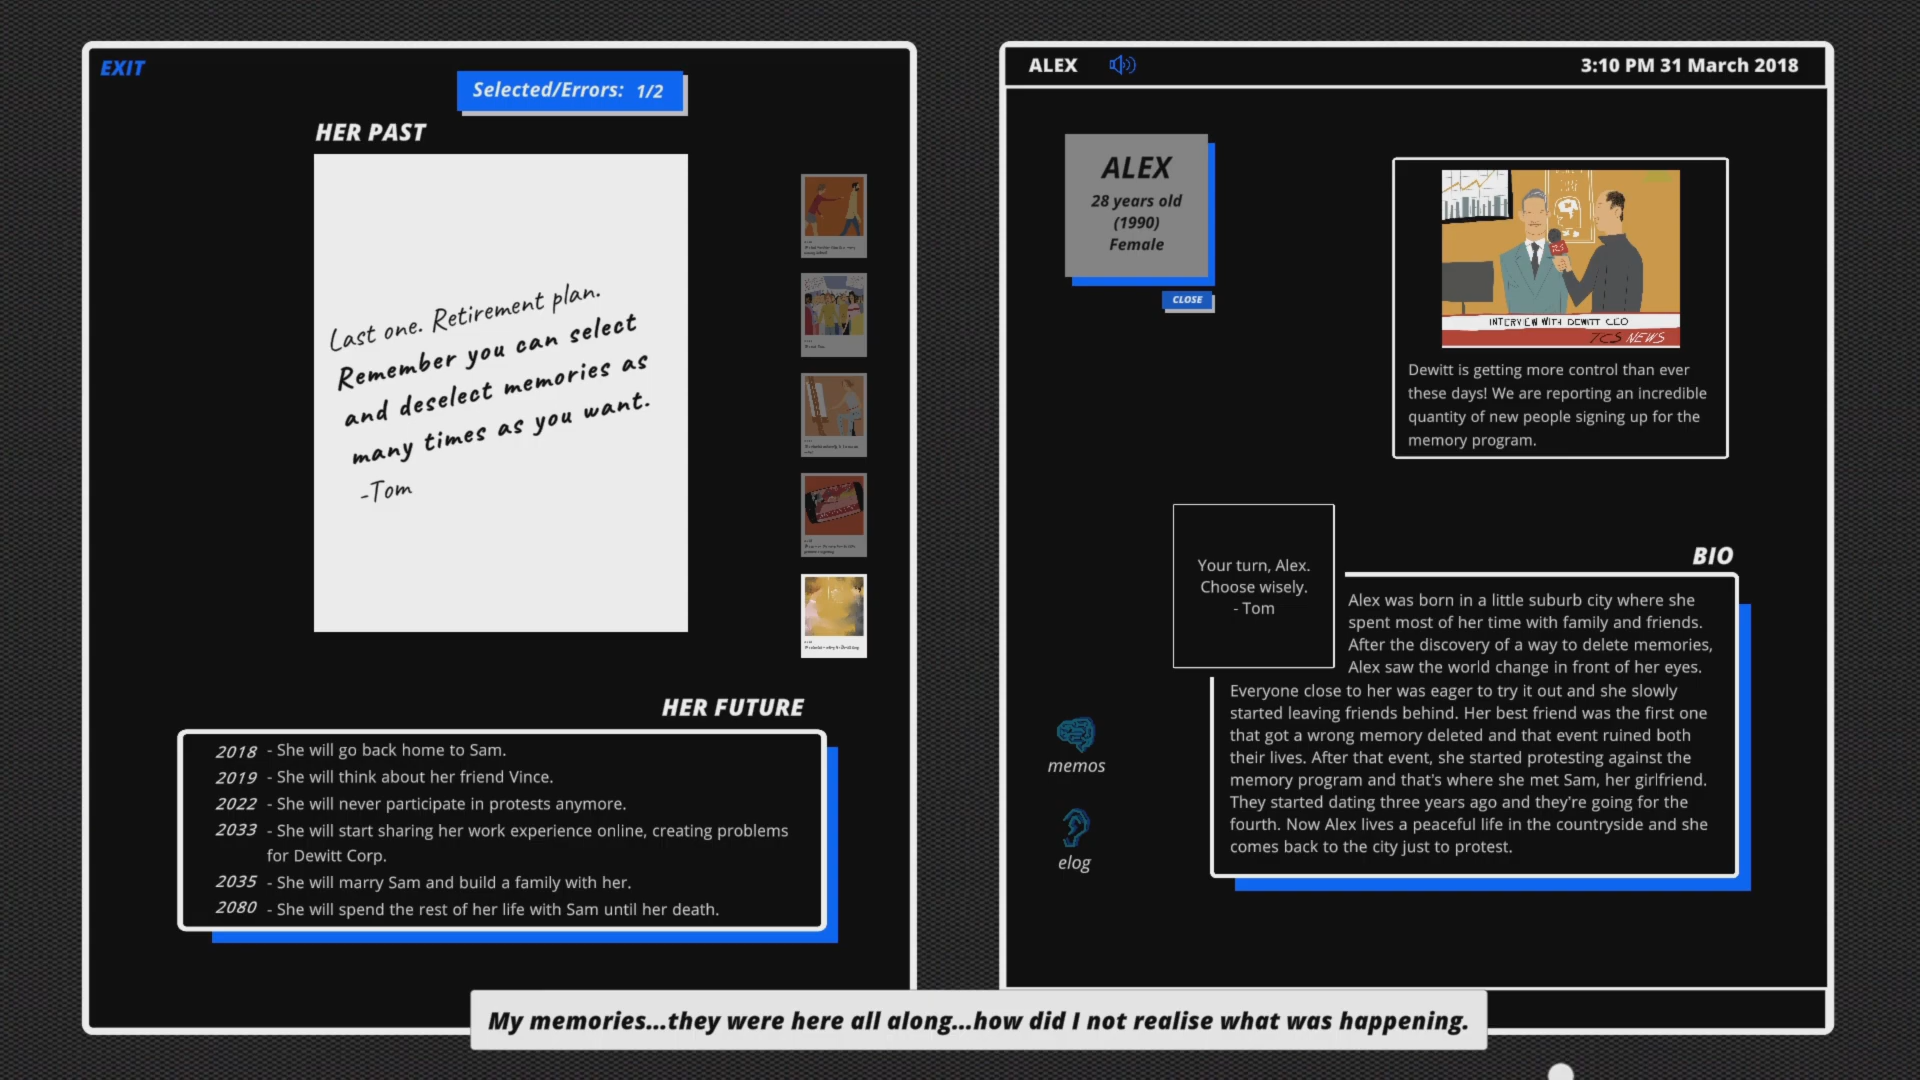 EXIT
Selected/Errors: 1/2
HER PAST
Last one. Retirement plan.
Remember you can select
and deselect memories as
many times as you want.
-Tom
HER FUTURE
2018 - She will go back home to Sam.
2019 - She will think about her friend Vince.
2022 - She will never participate in protests anymore.
2033 - She will start sharing her work experience online, creating problems
for Dewitt Corp.
2035 - She will marry Sam and build a family with her.
2080 - She will spend the rest of her life with Sam until her death.
ALEX
3:10 PM 31 March 2018
ALEX
28 years old
(1990)
Female
CLOSE
INTERVIEW WITH DEWITT CEO
TCS NEWS
Dewitt is getting more control than ever
these days! We are reporting an incredible
quantity of new people signing up for the
memory program.
Your turn, Alex.
Choose wisely.
- Tom
BIO
Alex was born in a little suburb city where she
spent most of her time with family and friends.
After the discovery of a way to delete memories,
Alex saw the world change in front of her eyes.
Everyone close to her was eager to try it out and she slowly
started leaving friends behind. Her best friend was the first one
that got a wrong memory deleted and that event ruined both
their lives. After that event, she started protesting against the
memory program and that's where she met Sam, her girlfriend.
They started dating three years ago and they're going for the
fourth. Now Alex lives a peaceful life in the countryside and she
comes back to the city just to protest.
memos
elog
My memories...they were here all along...how did I not realise what was happening.